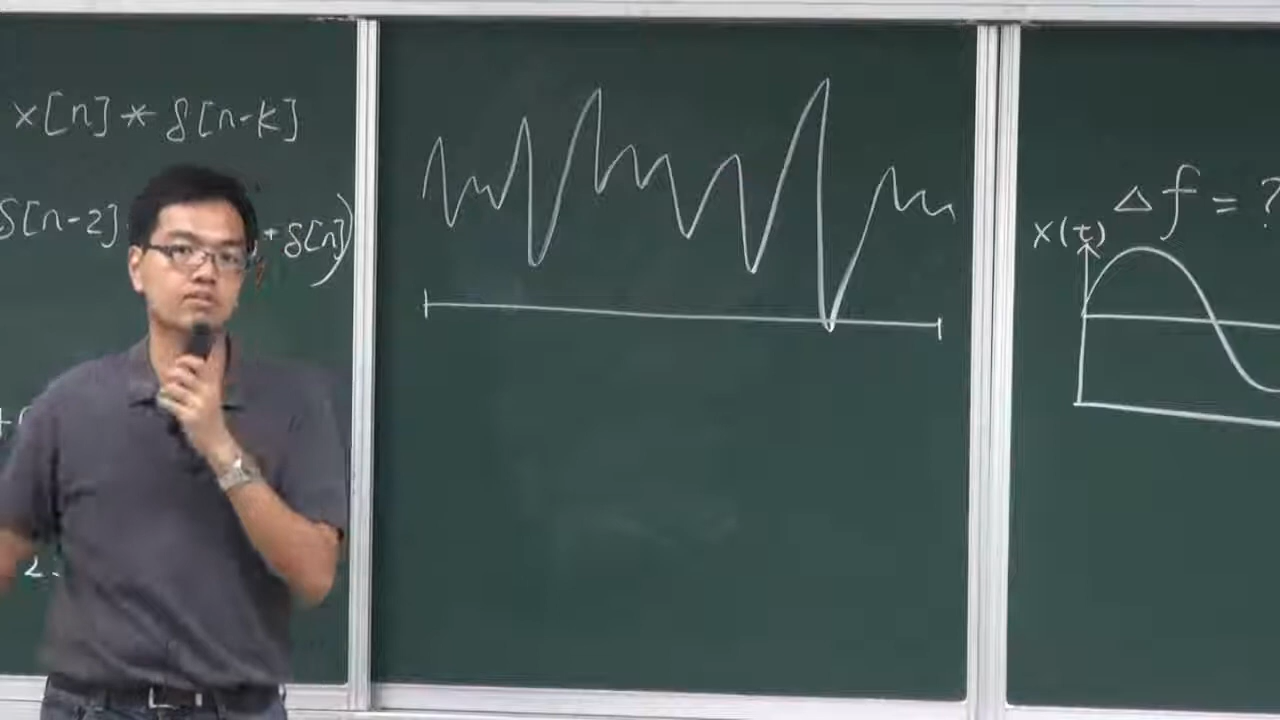 x[n] * δ[n-k]
δ[n-2]
+ δ[n])
Δf = ?
x(t)